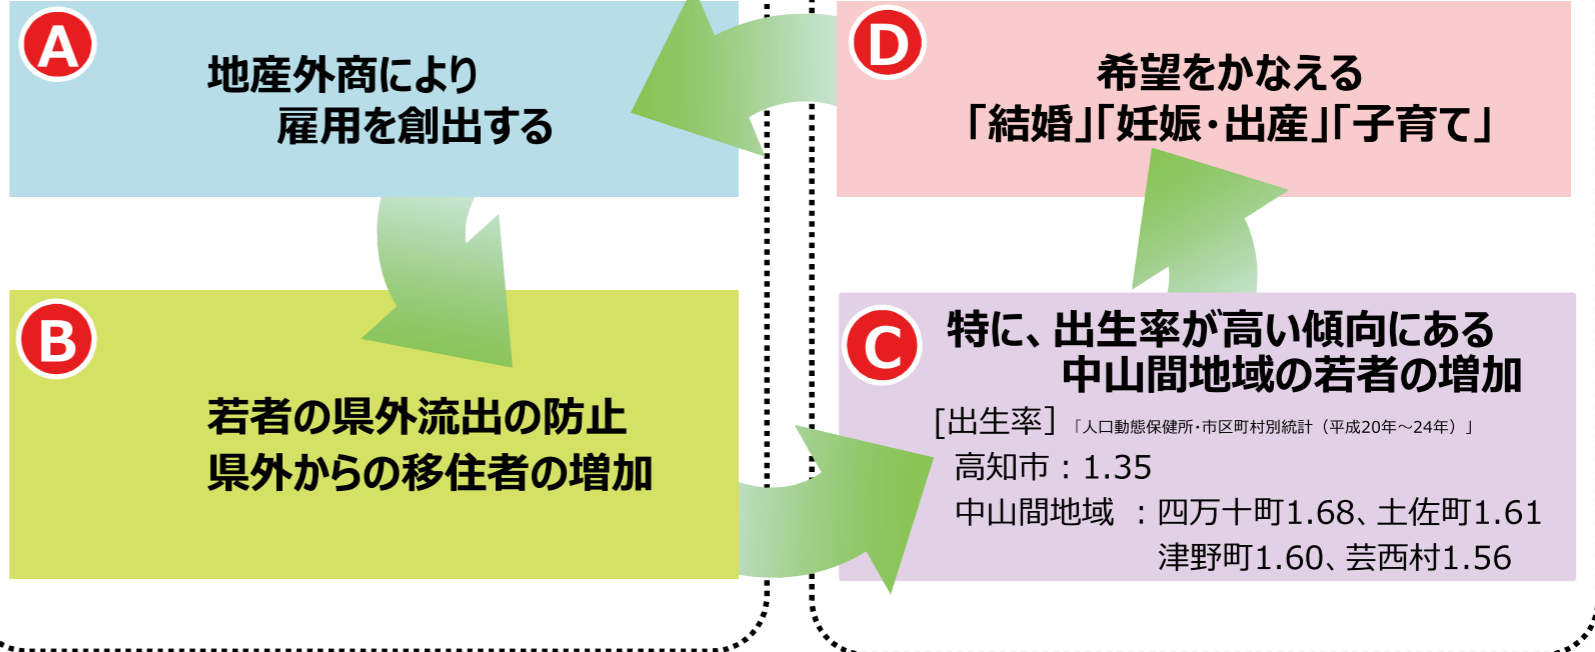 A
地産外商により
雇用を創出する
B
若者の県外流出の防止
県外からの移住者の増加
D
希望をかなえる
「結婚」「妊娠・出産」「子育て」
C
特に、出生率が高い傾向にある
中山間地域の若者の増加
[出生率]「人口動態保健所・市区町村別統計（平成20年～24年）」
高知市：1.35
中山間地域 ：四万十町1.68、土佐町1.61
津野町1.60、芸西村1.56